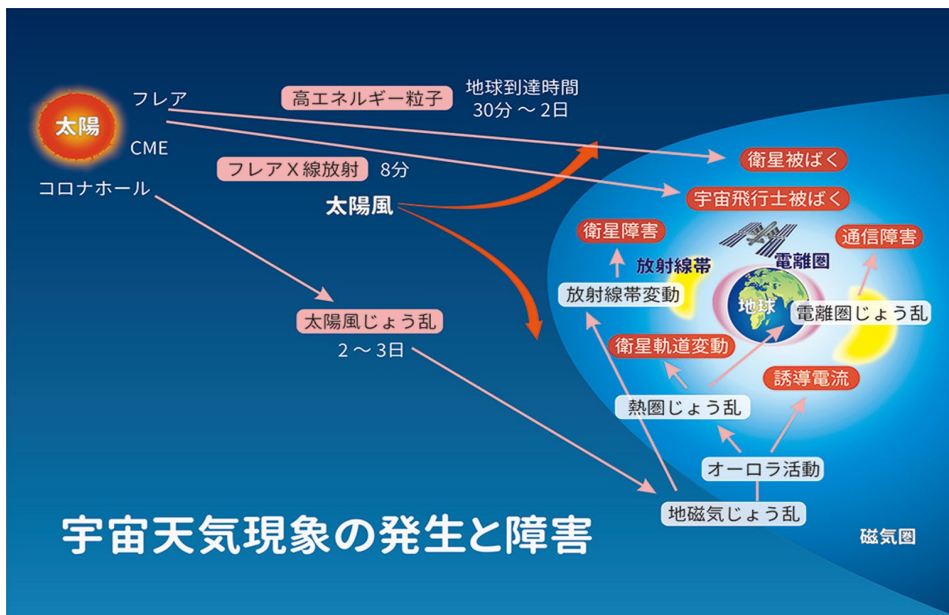 フレア
太陽
CME
コロナホール
高エネルギー粒子
地球到達時間
30分 ～ 2日
フレアX線放射
8分
太陽風
太陽風じょう乱
2 ～ 3日
衛星被ばく
宇宙飛行士被ばく
衛星障害
通信障害
放射線帯
電離圏
放射線帯変動
地球
電離圏じょう乱
衛星軌道変動
誘導電流
熱圏じょう乱
オーロラ活動
地磁気じょう乱
磁気圏
宇宙天気現象の発生と障害